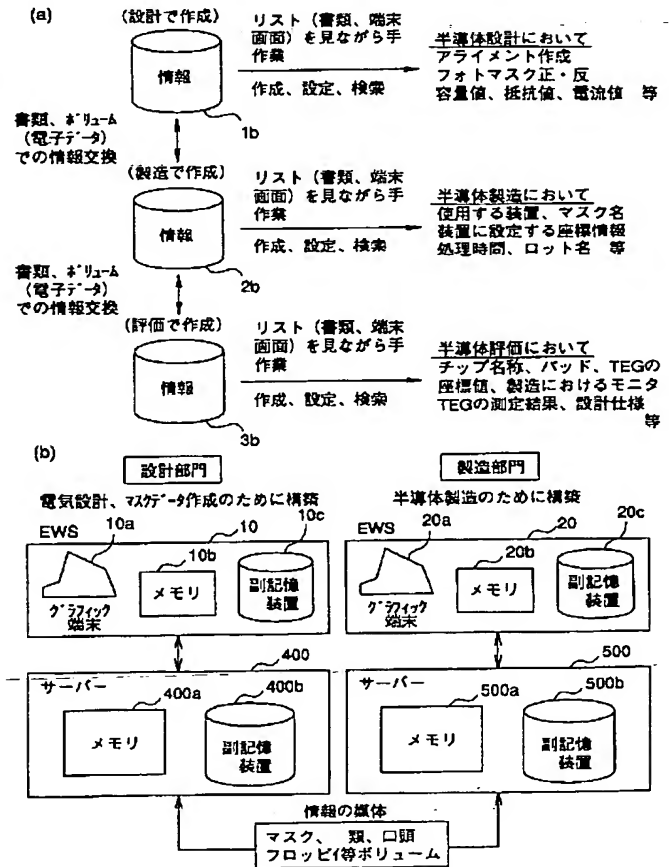 (a)
(設計で作成)
情報
1b
リスト（書類、端末
画面）を見ながら手
作業
作成、設定、検索
半導体設計において
アライメント作成
フォトマスク正・反
容量値、抵抗値、電流値 等
書類、ボリューム
(電子データ)
での情報交換
(製造で作成)
情報
2b
リスト（書類、端末
画面）を見ながら手
作業
作成、設定、検索
半導体製造において
使用する装置、マスク名
装置に設定する座標情報
処理時間、ロット名 等
書類、ボリューム
(電子データ)
での情報交換
(評価で作成)
情報
3b
リスト（書類、端末
画面）を見ながら手
作業
作成、設定、検索
半導体評価において
チップ名称、パッド、TEGの
座標値、製造におけるモニタ
TEGの測定結果、設計仕様
等
(b)
設計部門
電気設計、マスクデータ作成のために構築
EWS
10a
10
10c
10b
グラフィック
端末
メモリ
副記憶
装置
400
サーバー
400a
400b
メモリ
副記憶
装置
製造部門
半導体製造のために構築
EWS
20a
20
20c
20b
グラフィック
端末
メモリ
副記憶
装置
500
サーバー
500a
500b
メモリ
副記憶
装置
情報の媒体
マスク、 類、口頭
フロッピイ等ボリューム